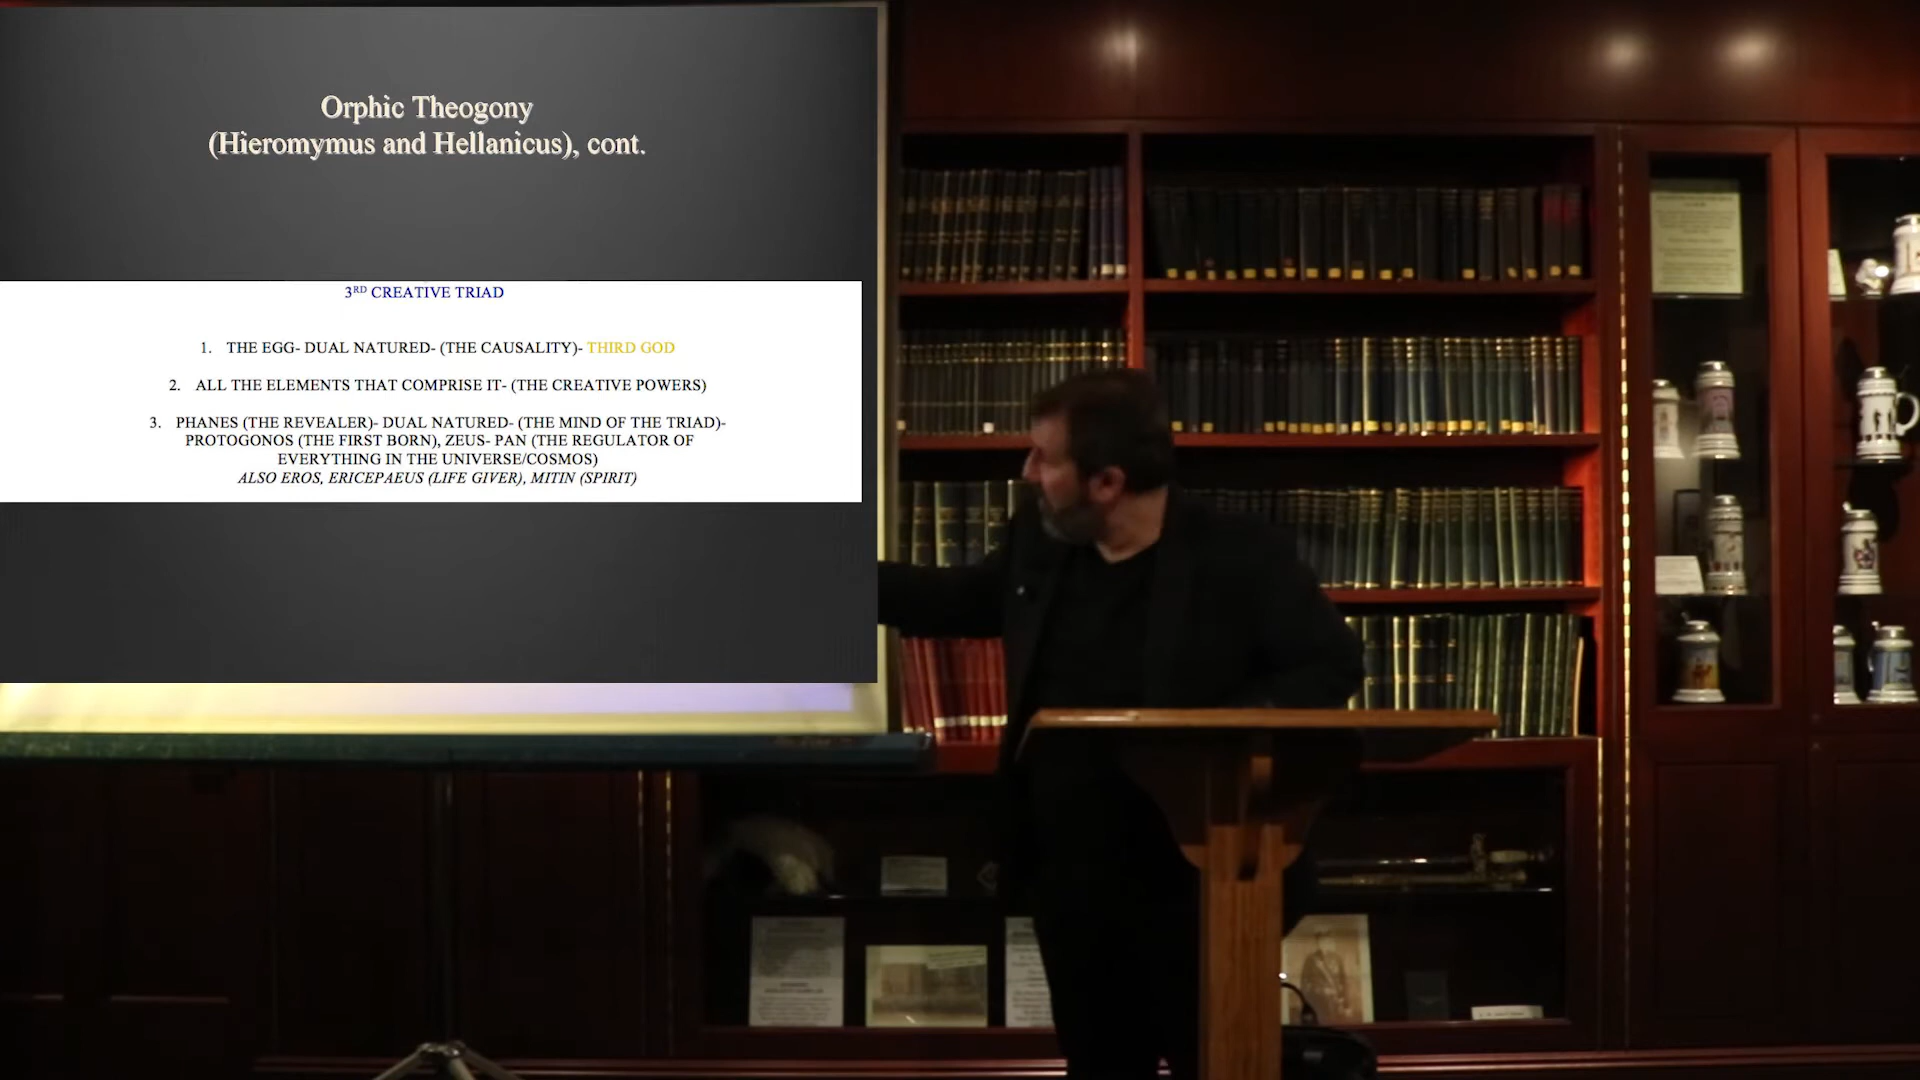 Orphic Theogony
(Hieromymus and Hellanicus), cont.
3RD CREATIVE TRIAD
1. THE EGG- DUAL NATURED- (THE CAUSALITY)- THIRD GOD
2. ALL THE ELEMENTS THAT COMPRISE IT- (THE CREATIVE POWERS)
3. PHANES (THE REVEALER)- DUAL NATURED- (THE MIND OF THE TRIAD)-
PROTOGONOS (THE FIRST BORN), ZEUS- PAN (THE REGULATOR OF
EVERYTHING IN THE UNIVERSE/COSMOS)
ALSO EROS, ERICEPAEUS (LIFE GIVER), MITIN (SPIRIT)